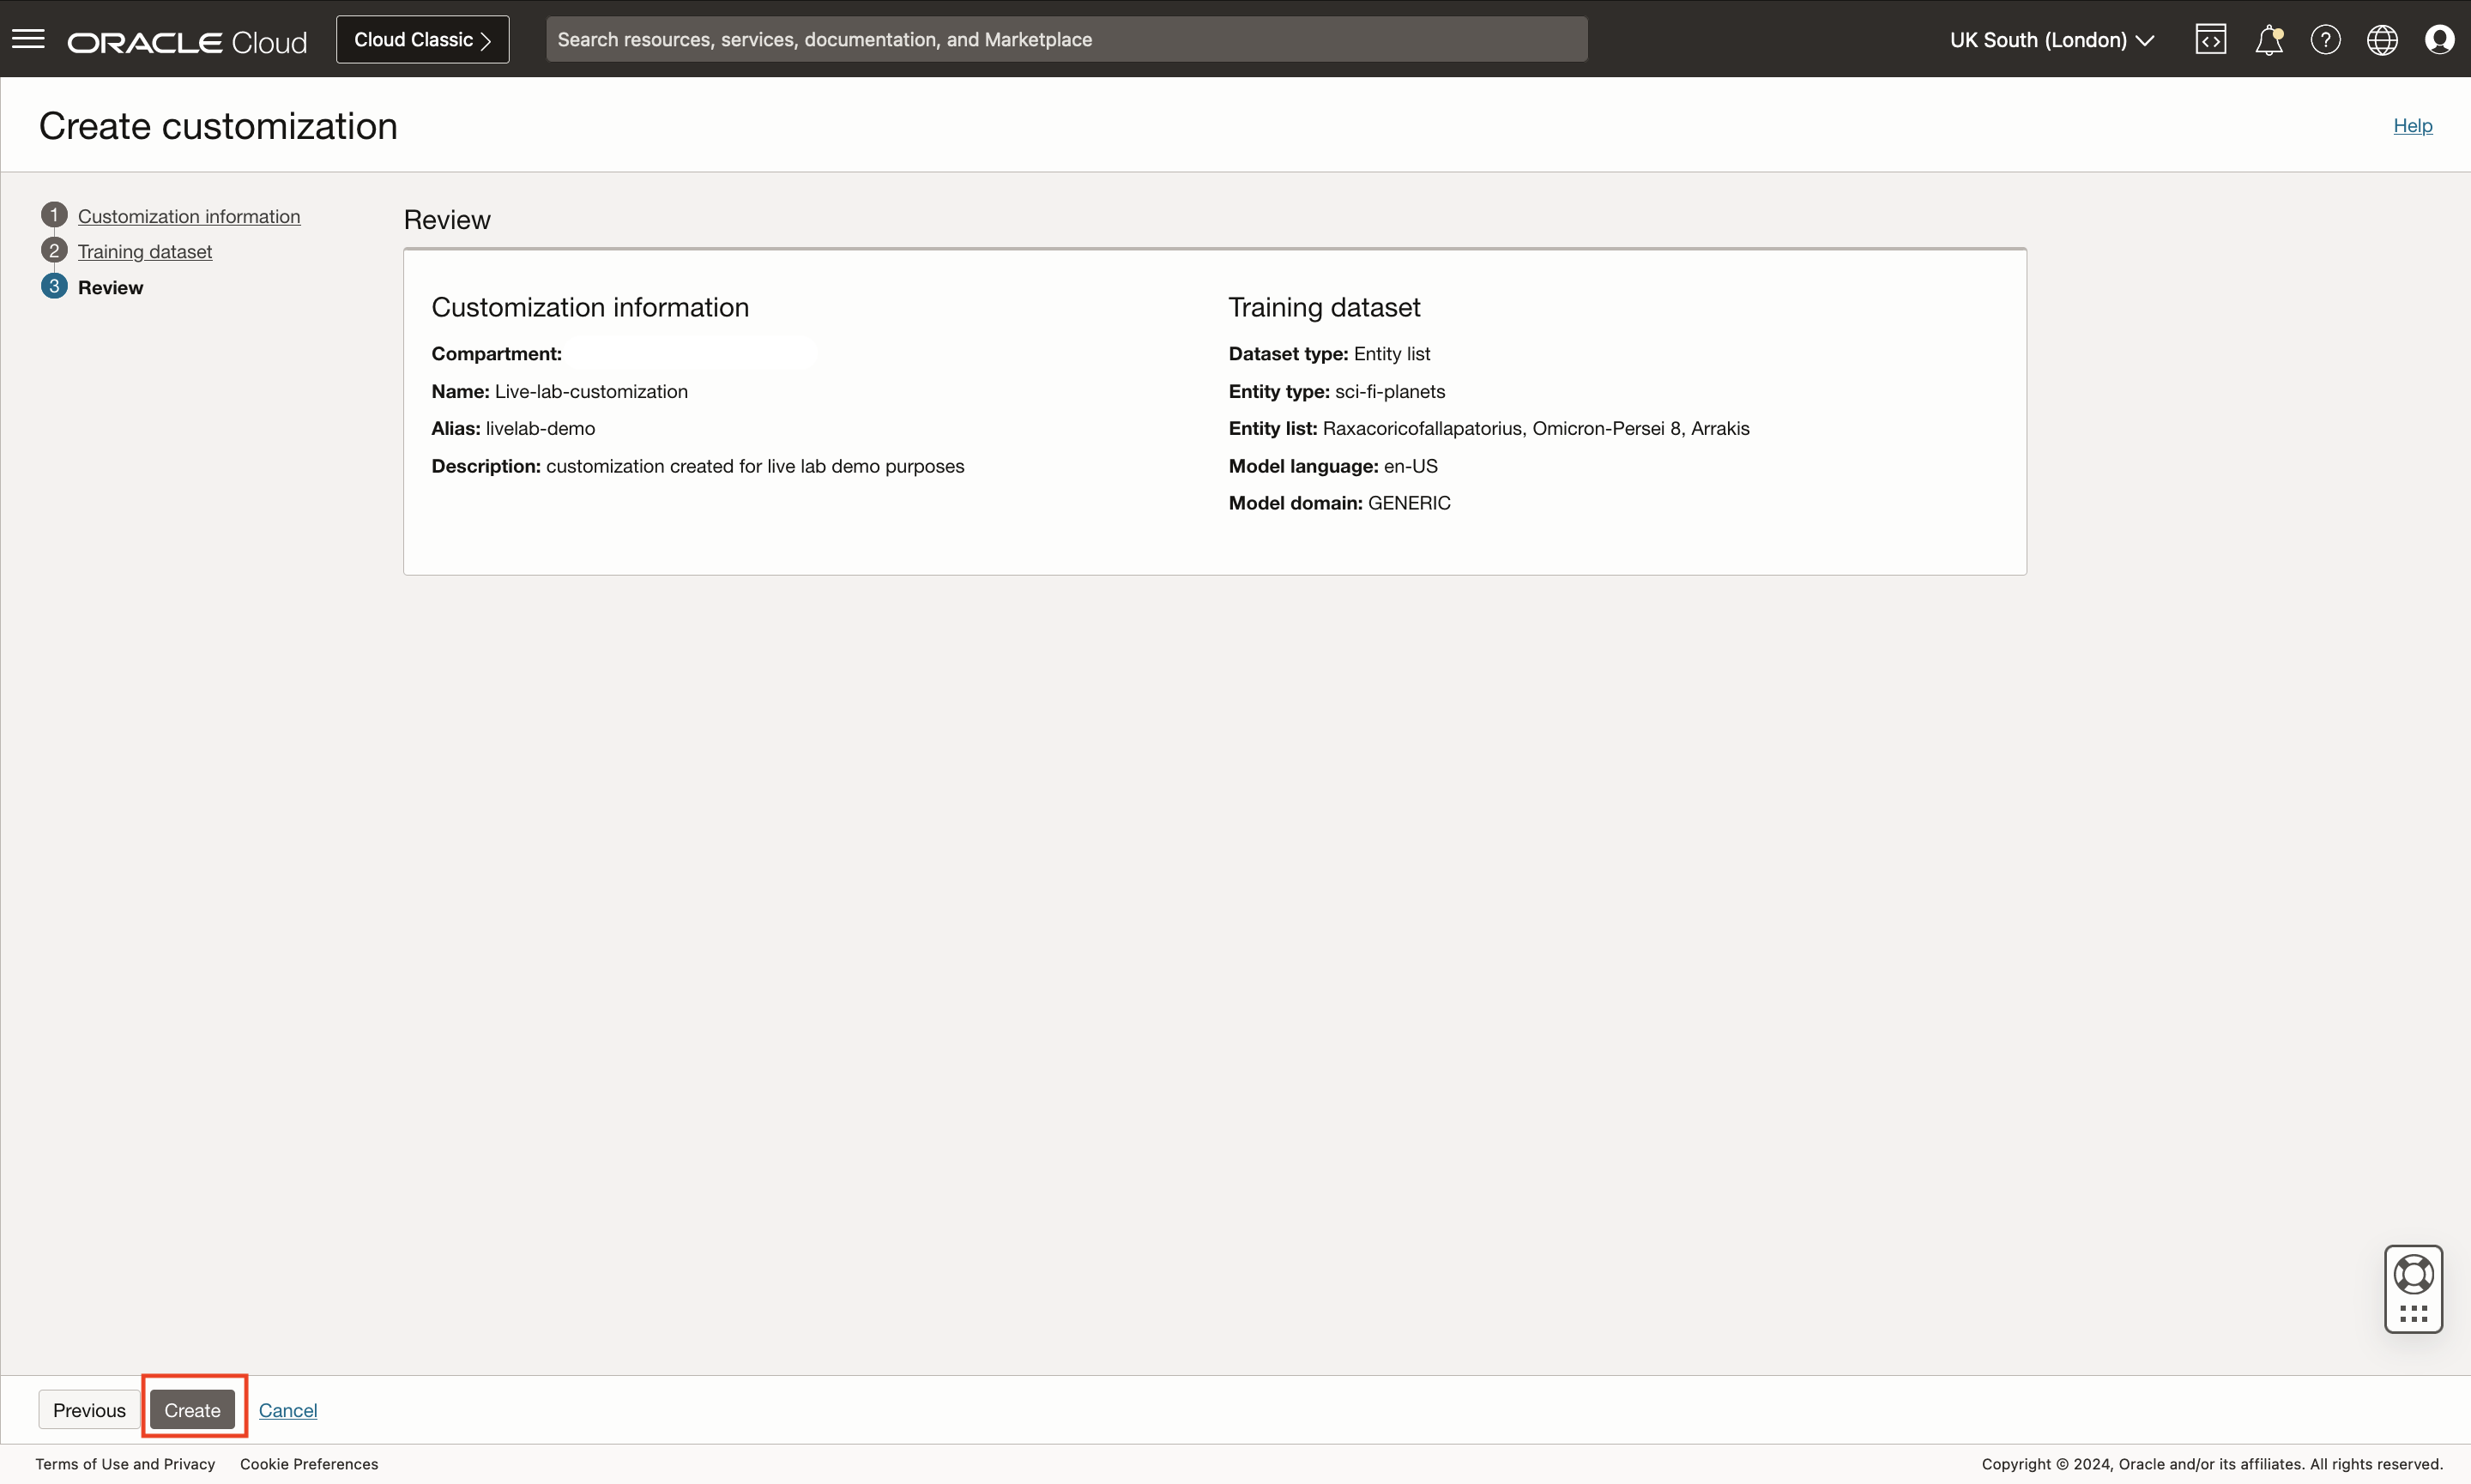 ORACLE Cloud
Cloud Classic
Search resources, services, documentation, and Marketplace
UK South (London)
Create customization
Help
1 Customization information
2 Training dataset
3 Review
Review
Customization information
Compartment:
Name: Live-lab-customization
Alias: livelab-demo
Description: customization created for live lab demo purposes
Training dataset
Dataset type: Entity list
Entity type: sci-fi-planets
Entity list: Raxacoricofallapatorius, Omicron-Persei 8, Arrakis
Model language: en-US
Model domain: GENERIC
Previous
Create
Cancel
Terms of Use and Privacy
Cookie Preferences
Copyright © 2024, Oracle and/or its affiliates. All rights reserved.